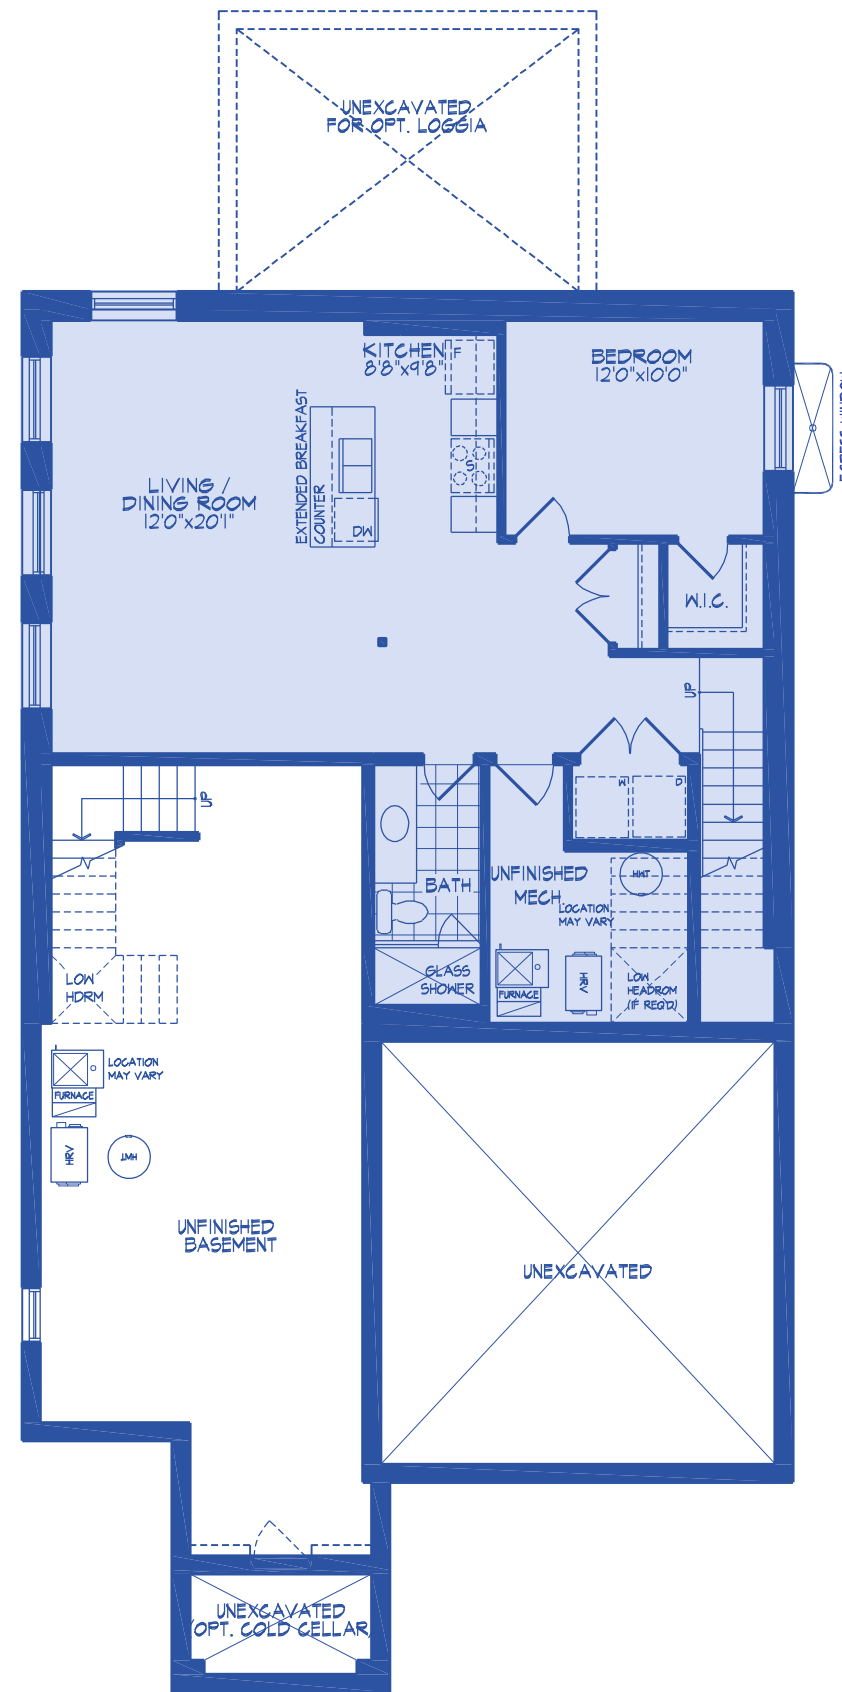 UNEXCAVATED
FOR OPT. LOGGIA
KITCHEN
8'8"x9'8"
F
BEDROOM
12'0"x10'0"
EXTENDED BREAKFAST
COUNTER
LIVING /
DINING ROOM
12'0"x20'1"
S
DW
W.I.C.
UP
W
D
UP
BATH
UNFINISHED
MECH.
HWT
LOCATION
MAY VARY
GLASS
SHOWER
FURNACE
HRV
LOW
HEADROM
(IF REQ'D)
LOW
HDRM
LOCATION
MAY VARY
FURNACE
HRV
HWT
UNFINISHED
BASEMENT
UNEXCAVATED
UNEXCAVATED
(OPT. COLD CELLAR)